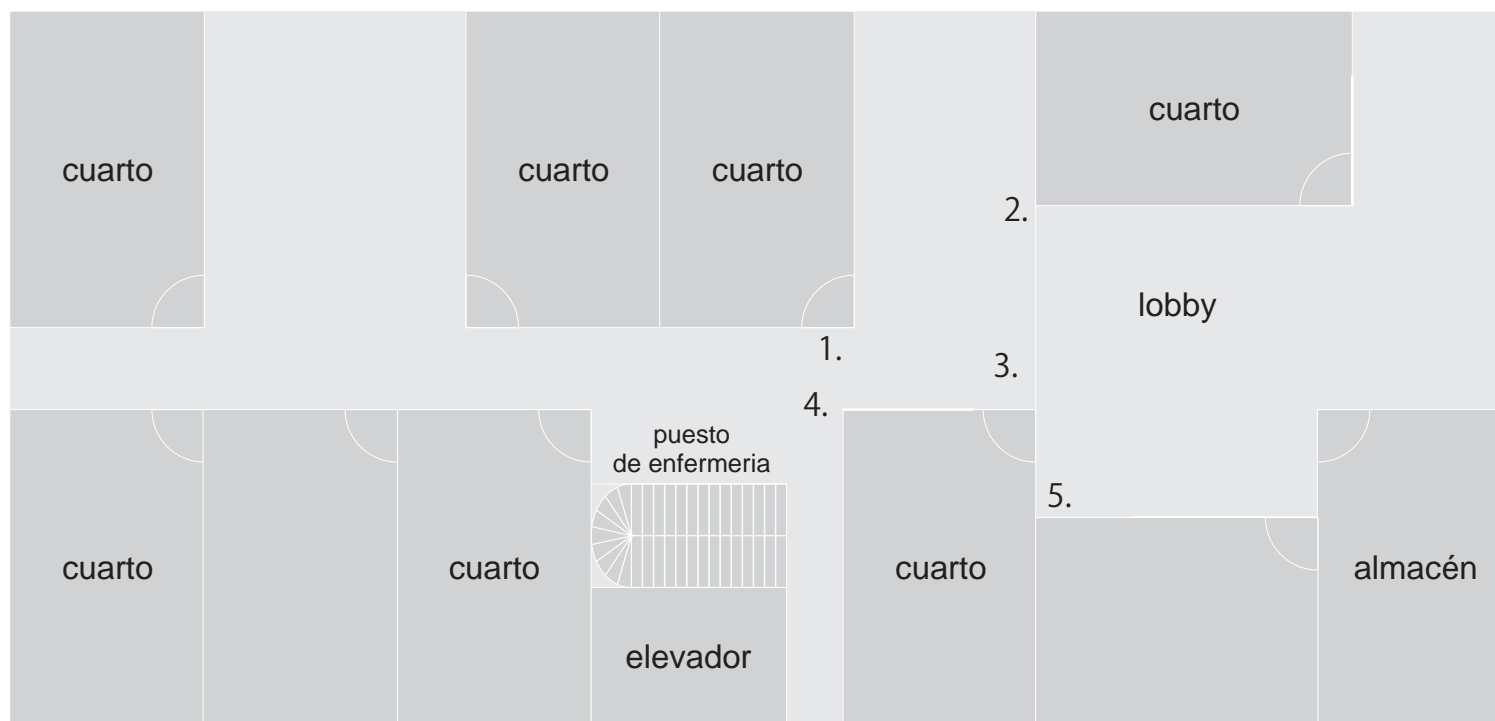 cuarto
cuarto
cuarto
cuarto
2.
lobby
1.
3.
4.
puesto
de enfermeria
5.
cuarto
cuarto
cuarto
almacén
elevador